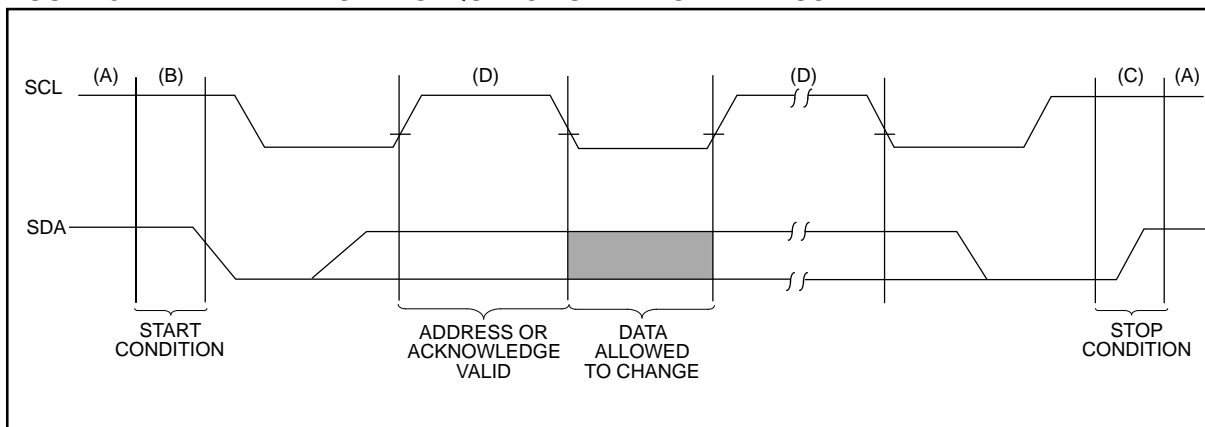 (A) (B) (D) (D) (C) (A)
SCL
SDA
START
CONDITION
ADDRESS OR
ACKNOWLEDGE
VALID
DATA
ALLOWED
TO CHANGE
STOP
CONDITION